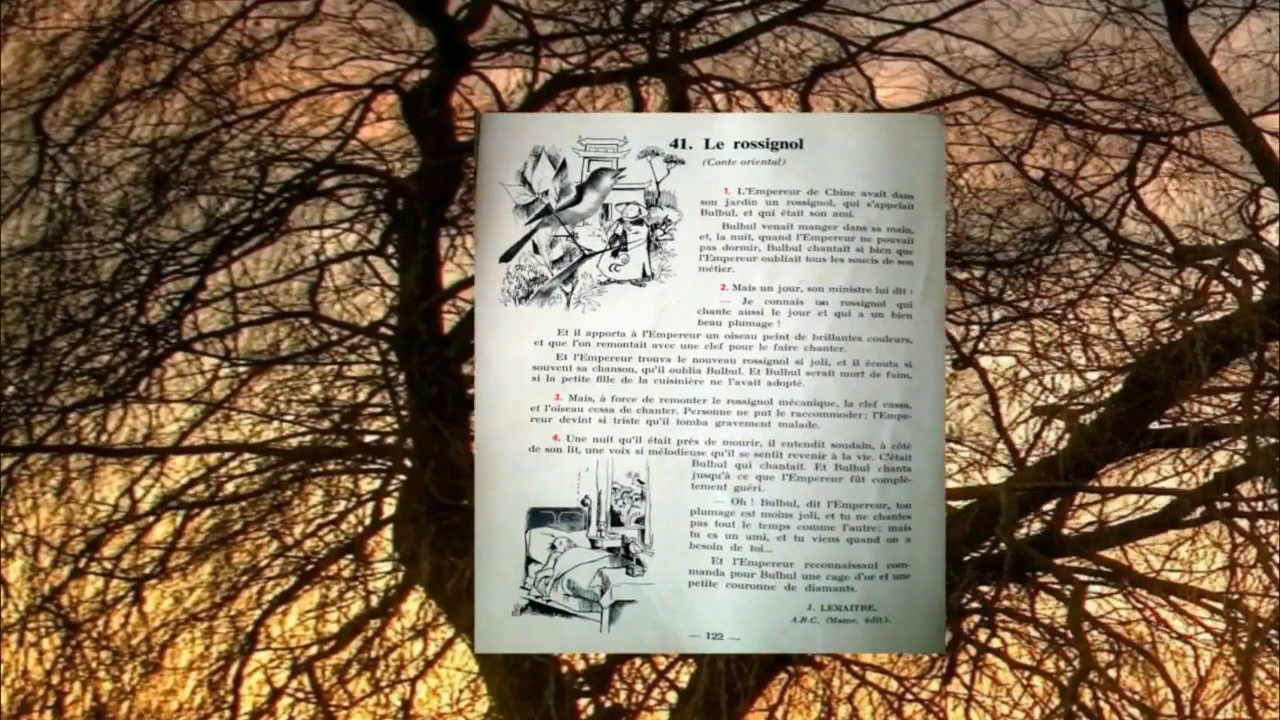 41. Le rossignol
(Conte oriental)
1. L'Empereur de Chine avait dans
son jardin un rossignol, qui s'appelait
Bulbul, et qui était son ami.
Bulbul venait manger dans sa main,
et, la nuit, quand l'Empereur ne pouvait
pas dormir, Bulbul chantait si bien que
l'Empereur oubliait tous les soucis de son
métier.
2. Mais un jour, son ministre lui dit :
— Je connais un rossignol qui
chante aussi le jour et qui a un bien
beau plumage !
Et il apporta à l'Empereur un oiseau peint de brillantes couleurs,
et que l'on remontait avec une clef pour le faire chanter.
Et l'Empereur trouva le nouveau rossignol si joli, et il écouta si
souvent sa chanson, qu'il oublia Bulbul. Et Bulbul serait mort de faim,
si la petite fille de la cuisinière ne l'avait adopté.
3. Mais, à force de remonter le rossignol mécanique, la clef cassa,
et l'oiseau cessa de chanter. Personne ne put le raccommoder ; l'Empe-
reur devint si triste qu'il tomba gravement malade.
4. Une nuit qu'il était près de mourir, il entendit soudain, à côté
de son lit, une voix si mélodieuse qu'il se sentit revenir à la vie. C'était
Bulbul qui chantait. Et Bulbul chanta
jusqu'à ce que l'Empereur fût complè-
tement guéri.
— Oh ! Bulbul, dit l'Empereur, ton
plumage est moins joli, et tu ne chantes
pas tout le temps comme l'autre ; mais
tu es un ami, et tu viens quand on a
besoin de toi...
Et l'Empereur reconnaissant com-
manda pour Bulbul une cage d'or et une
petite couronne de diamants.
J. LEMAITRE.
A.B.C. (Mame, édit.).
— 122 —